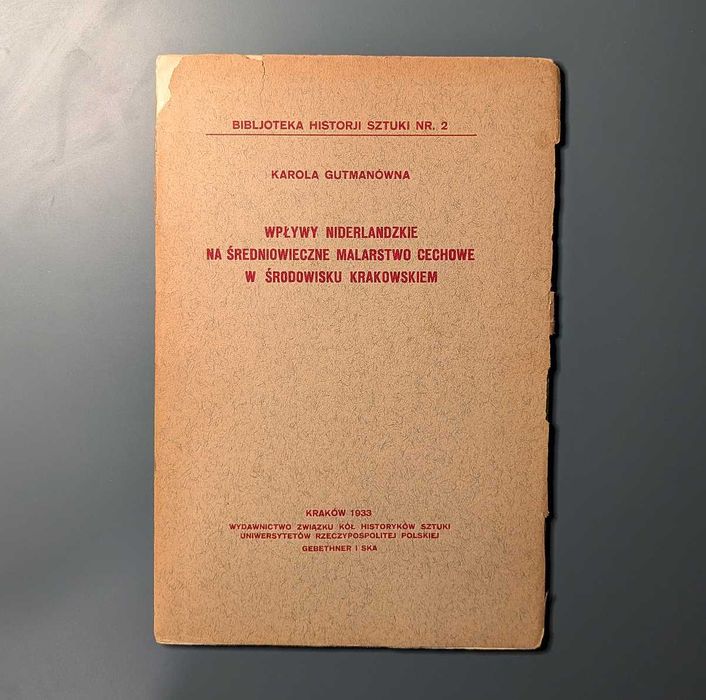 BIBLJOTEKA HISTORJI SZTUKI NR. 2
KAROLA GUTMANÓWNA
WPŁYWY NIDERLANDZKIE
NA ŚREDNIOWIECZNE MALARSTWO CECHOWE
W ŚRODOWISKU KRAKOWSKIEM
KRAKÓW 1933
WYDAWNICTWO ZWIĄZKU KÓŁ HISTORYKÓW SZTUKI
UNIWERSYTETÓW RZECZYPOSPOLITEJ POLSKIEJ
GEBETHNER I SKA